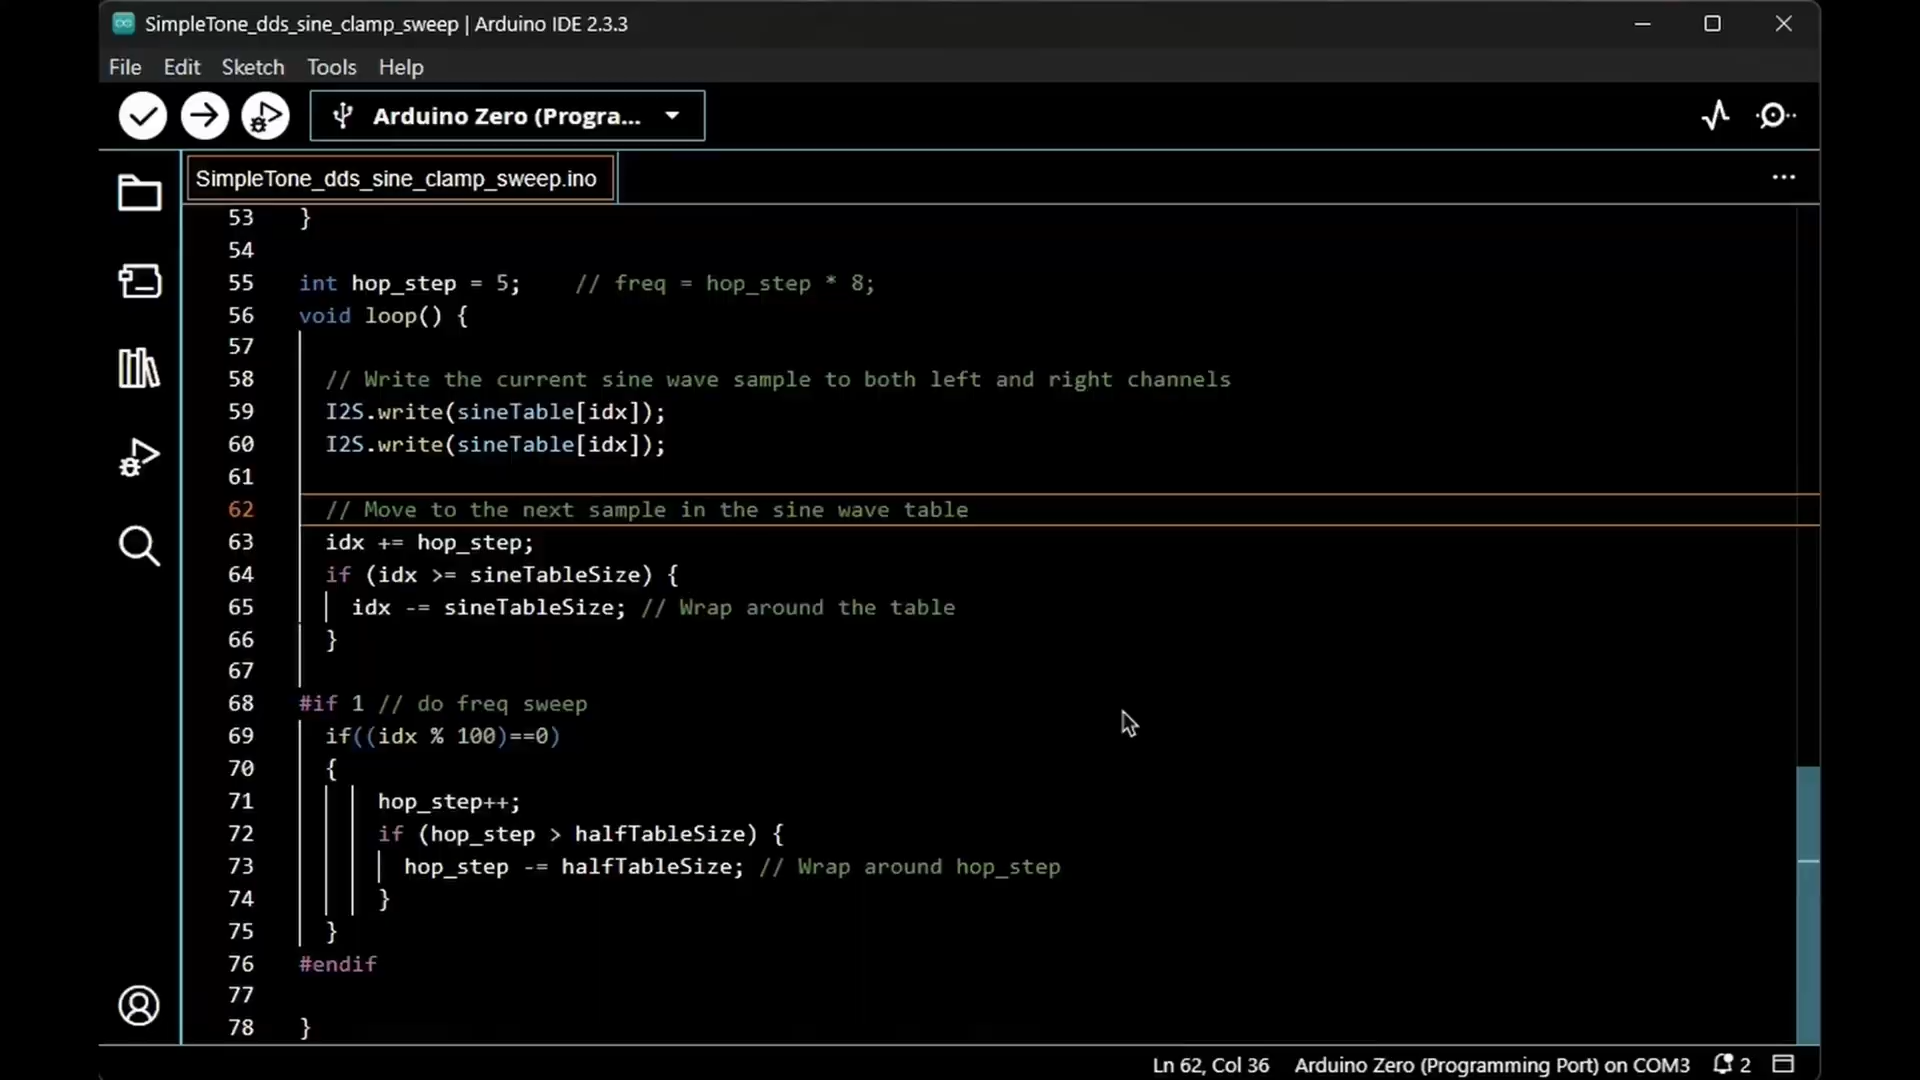 SimpleTone_dds_sine_clamp_sweep | Arduino IDE 2.3.3
File Edit Sketch Tools Help
Arduino Zero (Progra...
SimpleTone_dds_sine_clamp_sweep.ino
53 }
54
55 int hop_step = 5; // freq = hop_step * 8;
56 void loop() {
57
58 // Write the current sine wave sample to both left and right channels
59 I2S.write(sineTable[idx]);
60 I2S.write(sineTable[idx]);
61
62 // Move to the next sample in the sine wave table
63 idx += hop_step;
64 if (idx >= sineTableSize) {
65 idx -= sineTableSize; // Wrap around the table
66 }
67
68 #if 1 // do freq sweep
69 if((idx % 100)==0)
70 {
71 hop_step++;
72 if (hop_step > halfTableSize) {
73 hop_step -= halfTableSize; // Wrap around hop_step
74 }
75 }
76 #endif
77
78 }
Ln 62, Col 36 Arduino Zero (Programming Port) on COM3 2